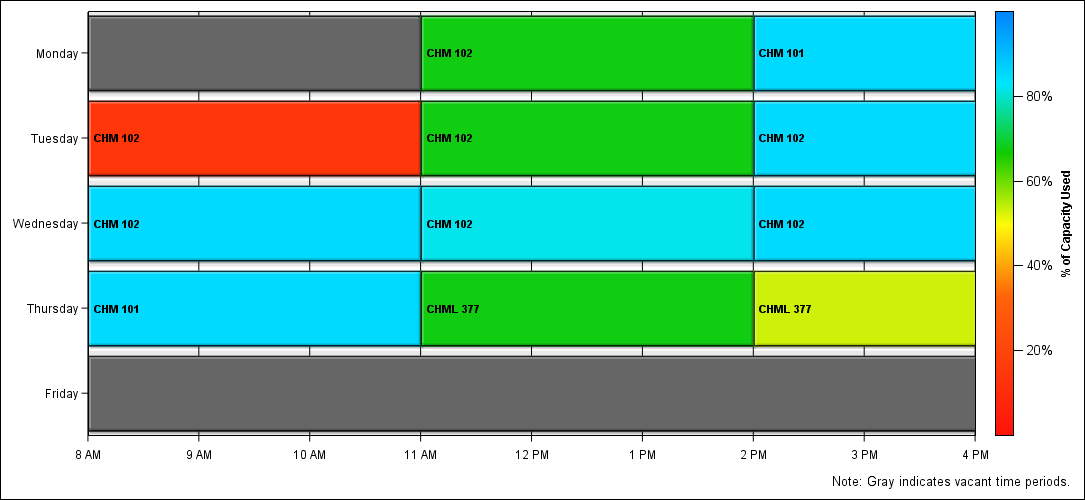 Monday
CHM 102
CHM 101
Tuesday
CHM 102
CHM 102
CHM 102
Wednesday
CHM 102
CHM 102
CHM 102
Thursday
CHM 101
CHML 377
CHML 377
Friday
8 AM
9 AM
10 AM
11 AM
12 PM
1 PM
2 PM
3 PM
4 PM
80%
60%
40%
20%
% of Capacity Used
Note: Gray indicates vacant time periods.